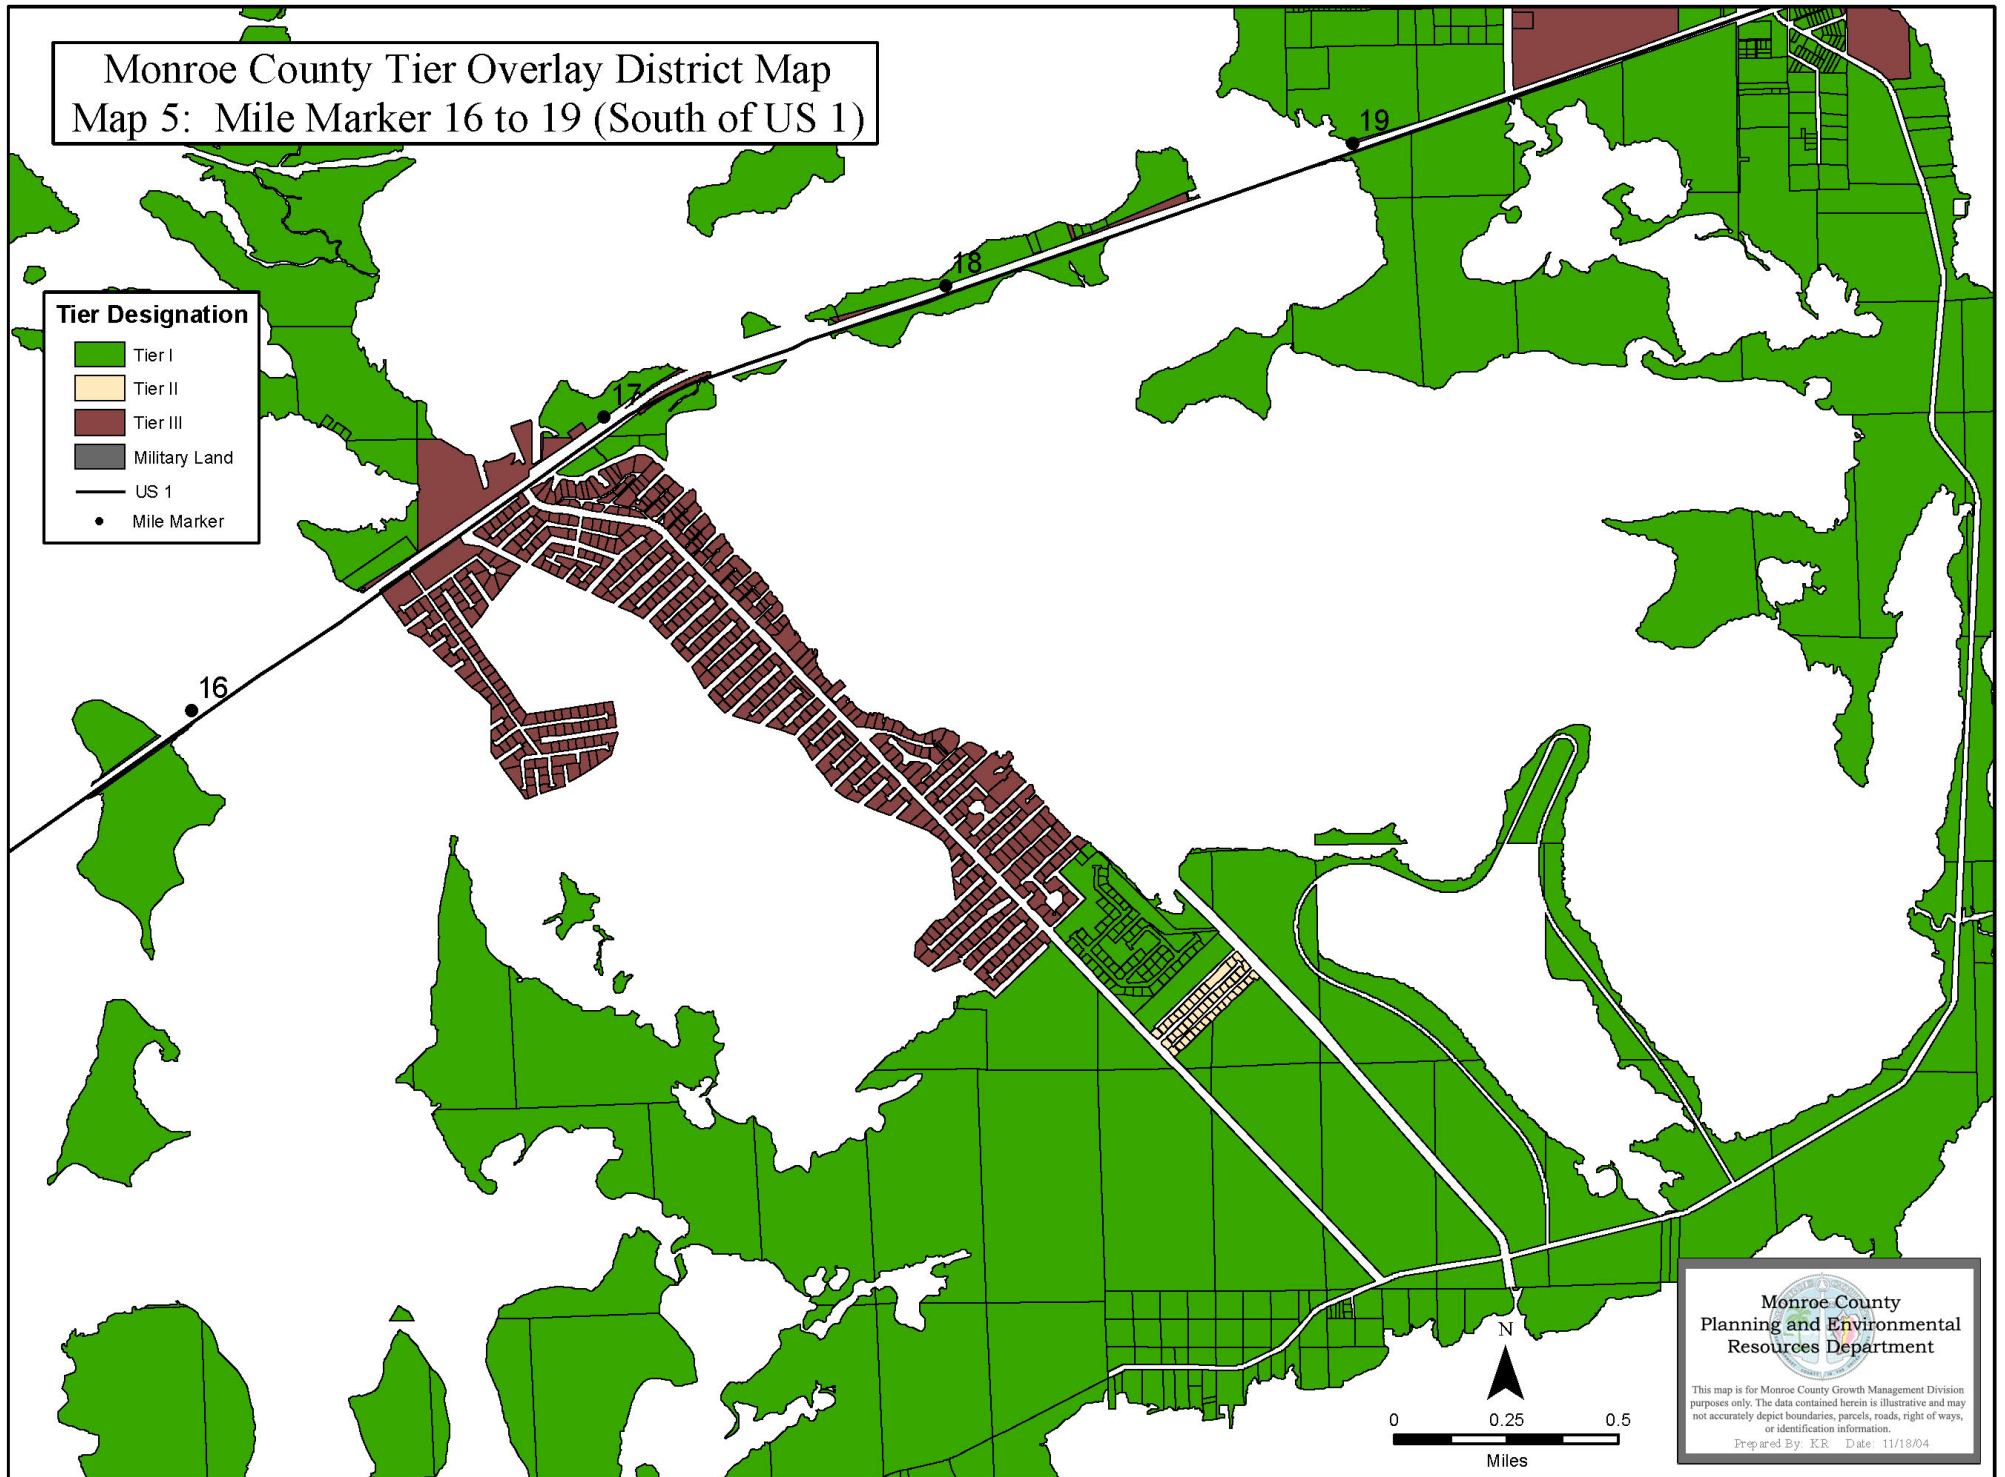 Monroe County Tier Overlay District Map
Map 5: Mile Marker 16 to 19 (South of US 1)
19
18
Tier Designation
Tier I
Tier II
Tier III
Military Land
US 1
Mile Marker
17
16
Monroe County
Planning and Environmental
Resources Department
This map is for Monroe County Growth Management Division
purposes only. The data contained herein is illustrative and may
not accurately depict boundaries, parcels, roads, right of ways,
or identification information.
Prepared By: KR Date: 11/18/04
N
0 0.25 0.5
Miles